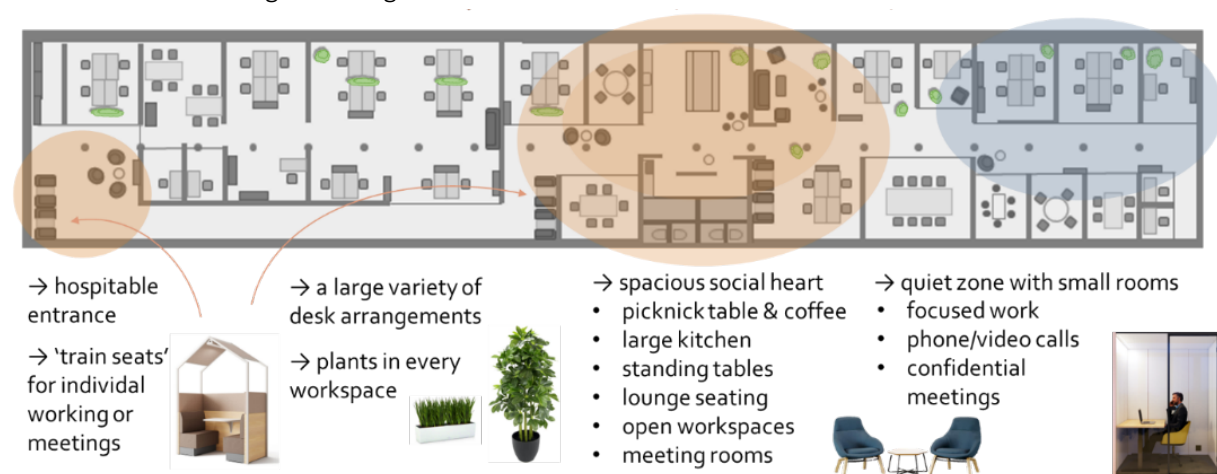 → hospitable
entrance
→ 'train seats'
for individal
working or
meetings
→ a large variety of
desk arrangements
→ plants in every
workspace
→ spacious social heart
• picknick table & coffee
• large kitchen
• standing tables
• lounge seating
• open workspaces
• meeting rooms
→ quiet zone with small rooms
• focused work
• phone/video calls
• confidential
meetings